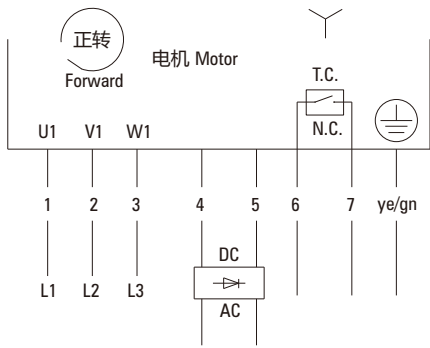 正转
Forward
电机 Motor
T.C.
N.C.
U1 V1 W1
1 2 3 4 5 6 7 ye/gn
DC
L1 L2 L3
AC